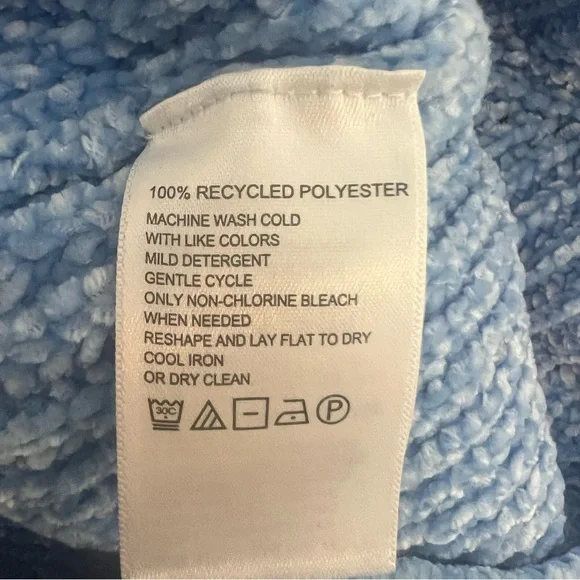 100% RECYCLED POLYESTER
MACHINE WASH COLD
WITH LIKE COLORS
MILD DETERGENT
GENTLE CYCLE
ONLY NON-CHLORINE BLEACH
WHEN NEEDED
RESHAPE AND LAY FLAT TO DRY
COOL IRON
OR DRY CLEAN
30C P